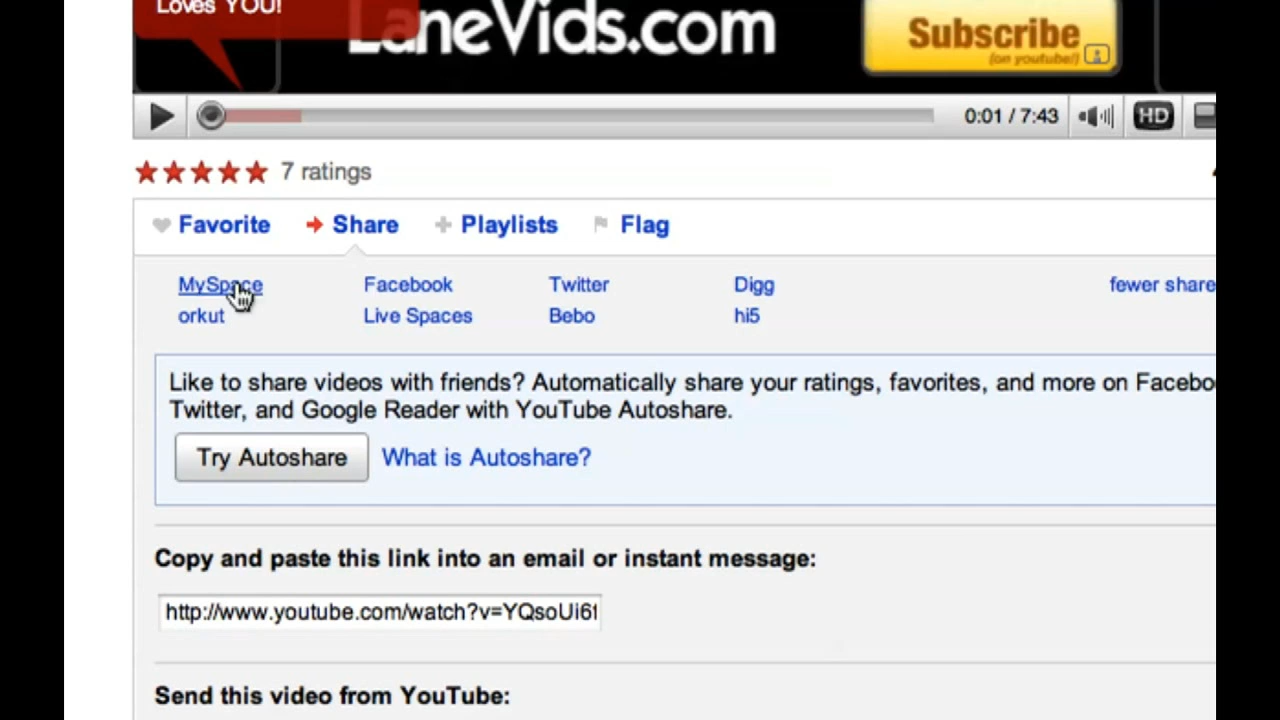 Loves YOU!
LaneVids.com
Subscribe
(on youtube!)
0:01 / 7:43
HD
7 ratings
Favorite Share Playlists Flag
MySpace Facebook Twitter Digg fewer share
orkut Live Spaces Bebo hi5
Like to share videos with friends? Automatically share your ratings, favorites, and more on Facebo
Twitter, and Google Reader with YouTube Autoshare.
Try Autoshare What is Autoshare?
Copy and paste this link into an email or instant message:
http://www.youtube.com/watch?v=YQsoUi6f
Send this video from YouTube: